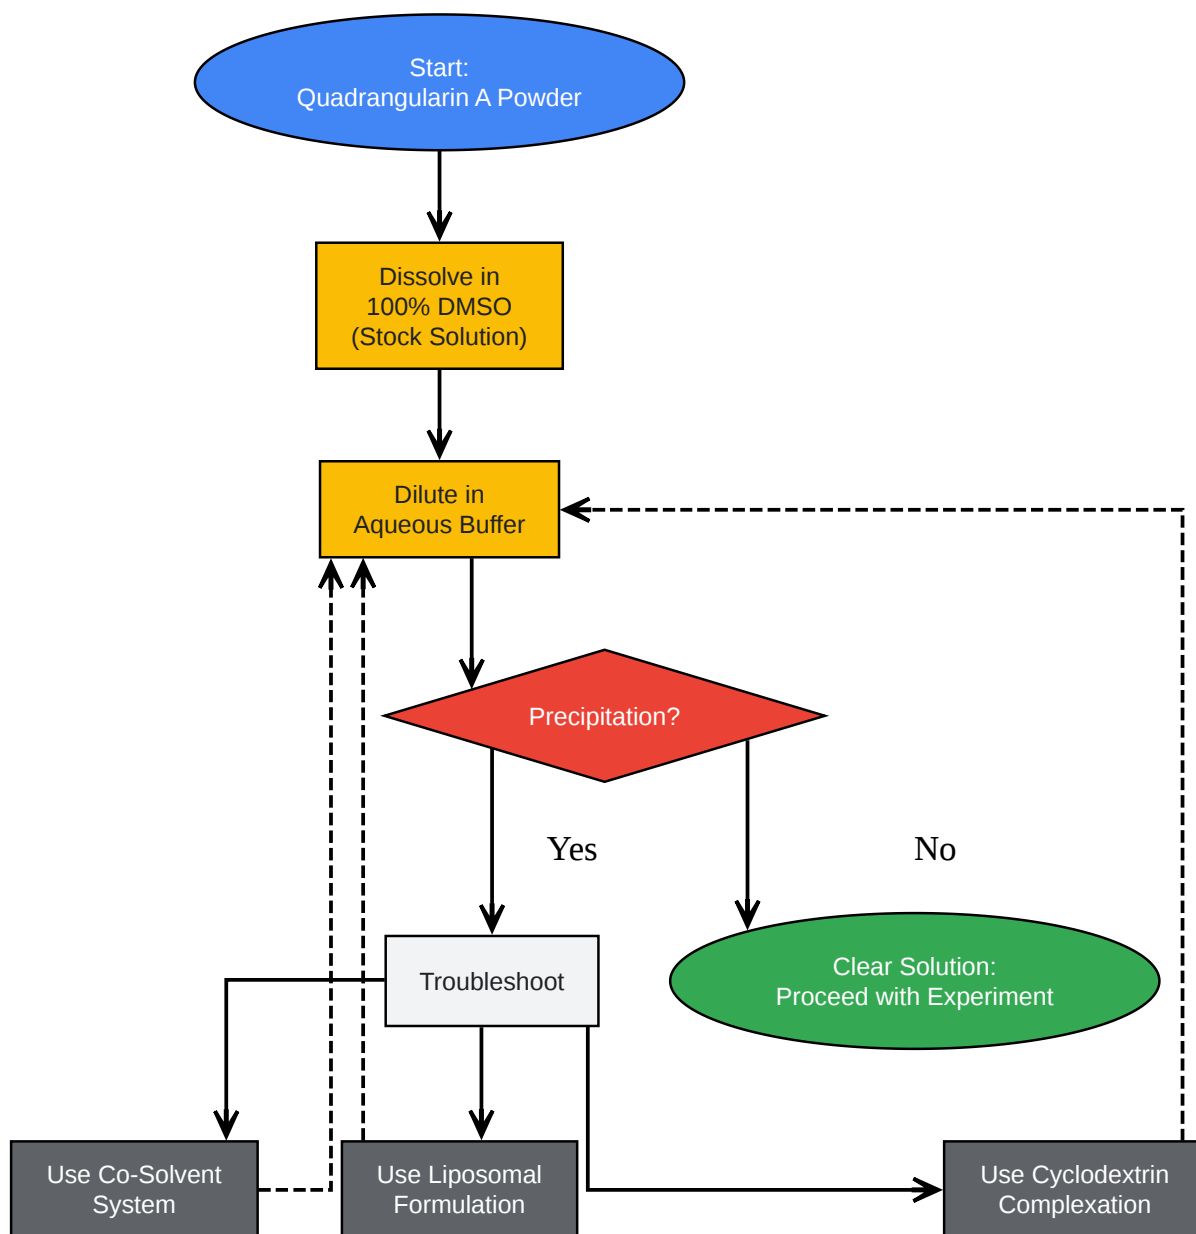 Start:
Quadrangularin A Powder
Dissolve in
100% DMSO
(Stock Solution)
Dilute in
Aqueous Buffer
Precipitation?
Yes
No
Troubleshoot
Clear Solution:
Proceed with Experiment
Use Co-Solvent
System
Use Liposomal
Formulation
Use Cyclodextrin
Complexation